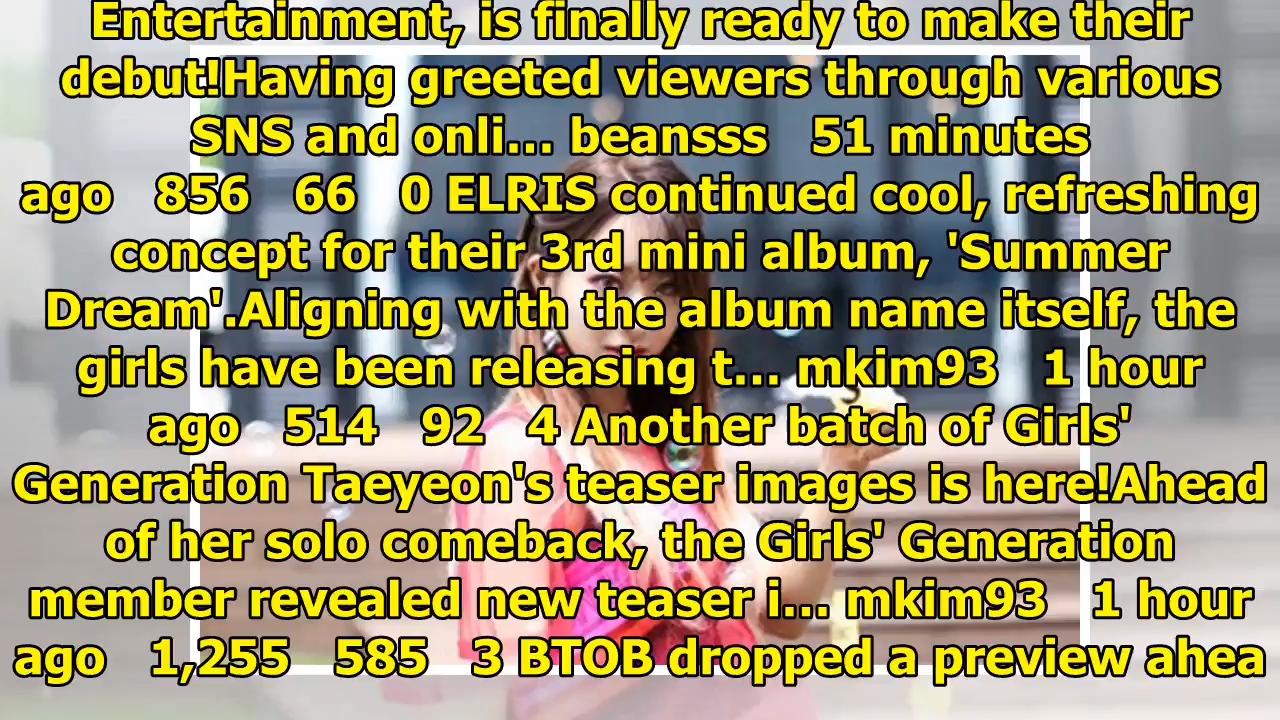 Entertainment, is finally ready to make their
debut!Having greeted viewers through various
SNS and onli... beansss 51 minutes
ago 856 66 0 ELRIS continued cool, refreshing
concept for their 3rd mini album, 'Summer
Dream'.Aligning with the album name itself, the
girls have been releasing t... mkim93 1 hour
ago 514 92 4 Another batch of Girls'
Generation Taeyeon's teaser images is here!Ahead
of her solo comeback, the Girls' Generation
member revealed new teaser i... mkim93 1 hour
ago 1,255 585 3 BTOB dropped a preview ahea